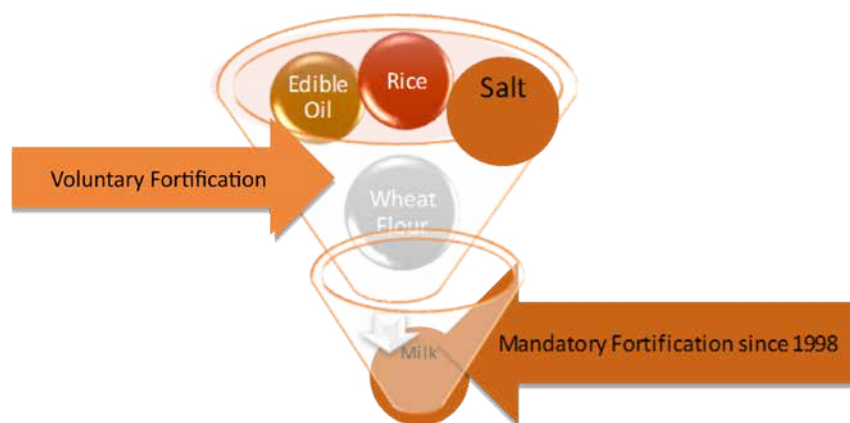 Edible
Oil
Rice
Salt
Voluntary Fortification
Wheat
Flour
Mandatory Fortification since 1998
Milk